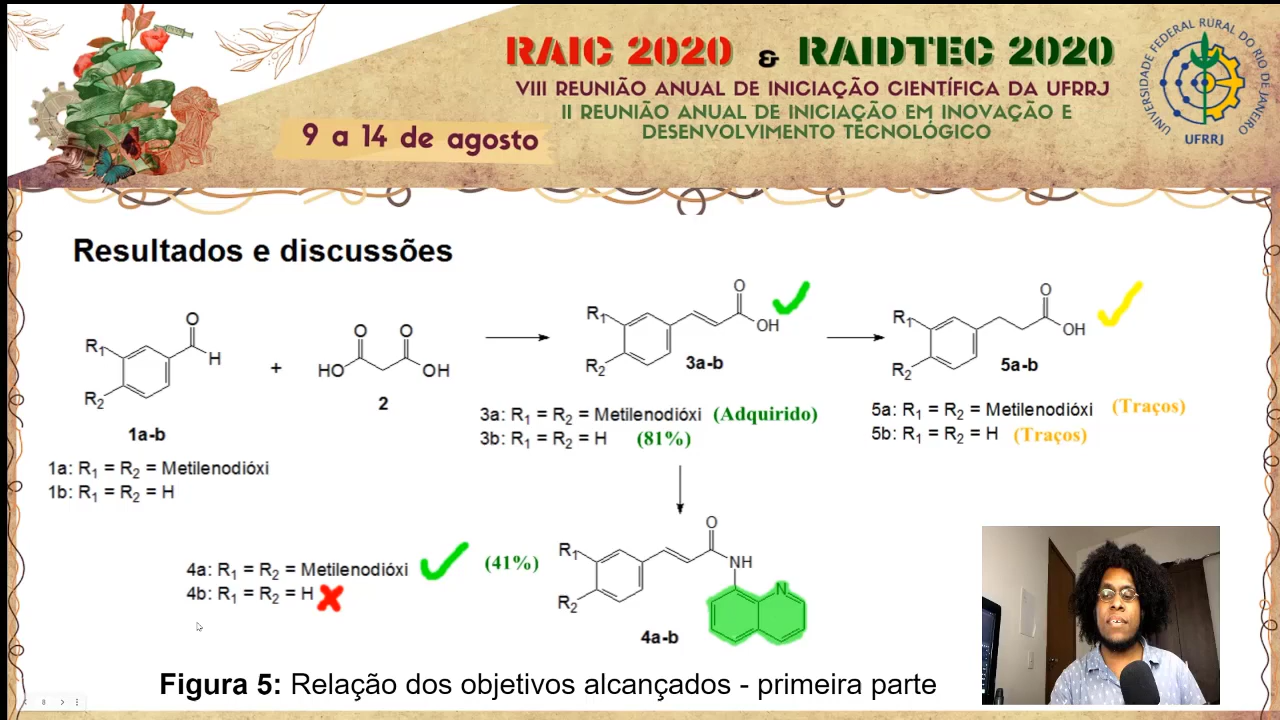 RAIC 2020 & RAIDTEC 2020
VIII REUNIÃO ANUAL DE INICIAÇÃO CIENTÍFICA DA UFRRJ
II REUNIÃO ANUAL DE INICIAÇÃO EM INOVAÇÃO E
DESENVOLVIMENTO TECNOLÓGICO
9 a 14 de agosto
UNIVERSIDADE FEDERAL RURAL DO RIO DE JANEIRO
UFRRJ
Resultados e discussões
R1
R2
O
H
1a-b
+
O O
HO OH
2
R1
R2
O
OH
3a-b
R1
R2
O
OH
5a-b
1a: R1 = R2 = Metilenodióxi
1b: R1 = R2 = H
3a: R1 = R2 = Metilenodióxi (Adquirido)
3b: R1 = R2 = H (81%)
5a: R1 = R2 = Metilenodióxi (Traços)
5b: R1 = R2 = H (Traços)
4a: R1 = R2 = Metilenodióxi (41%)
4b: R1 = R2 = H
R1
R2
O
NH
N
4a-b
Figura 5: Relação dos objetivos alcançados - primeira parte
8